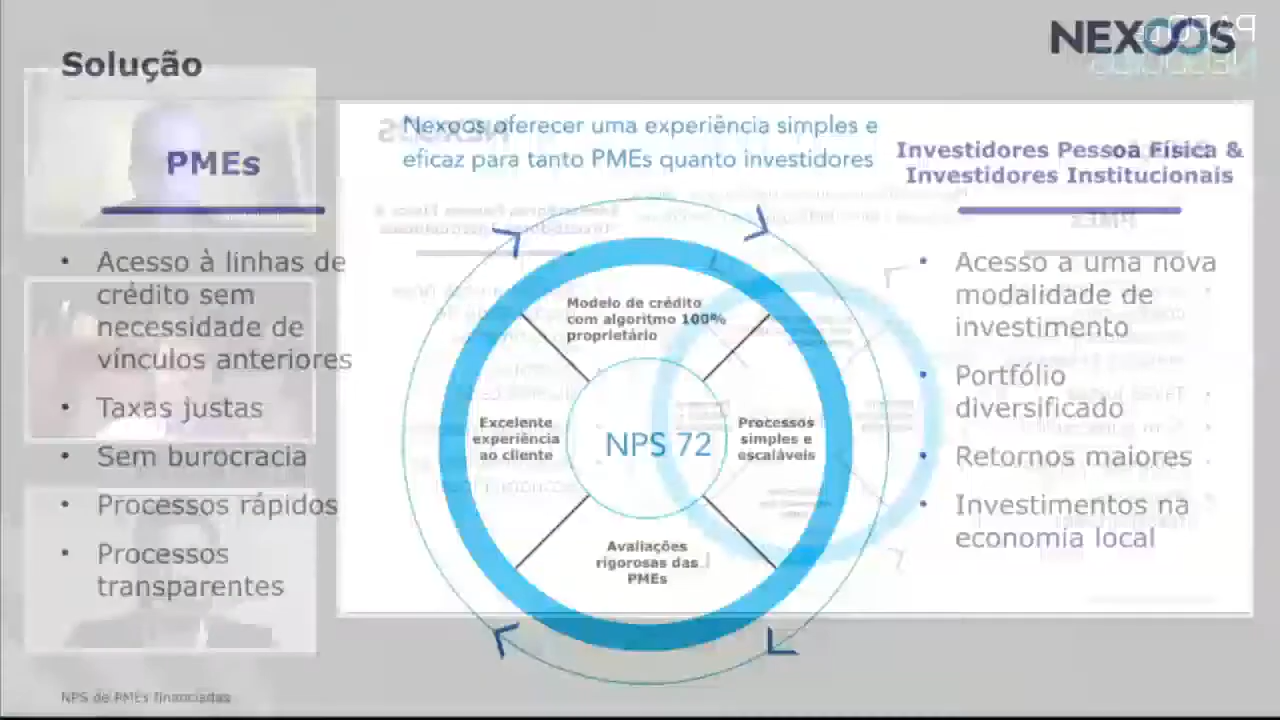 NEXOOS
Solução
PMEs
Acesso à linhas de
crédito sem
necessidade de
vínculos anteriores
Taxas justas
Sem burocracia
Processos rápidos
Processos
transparentes
Nexoos oferecer uma experiência simples e
eficaz para tanto PMEs quanto investidores
Modelo de crédito
com algoritmo 100%
proprietário
Excelente
experiência
ao cliente
NPS 72
Processos
simples e
escaláveis
Avaliações
rigorosas das
PMEs
Investidores Pessoa Física &
Investidores Institucionais
Acesso a uma nova
modalidade de
investimento
Portfólio
diversificado
Retornos maiores
Investimentos na
economia local
NPS de PMEs financiadas